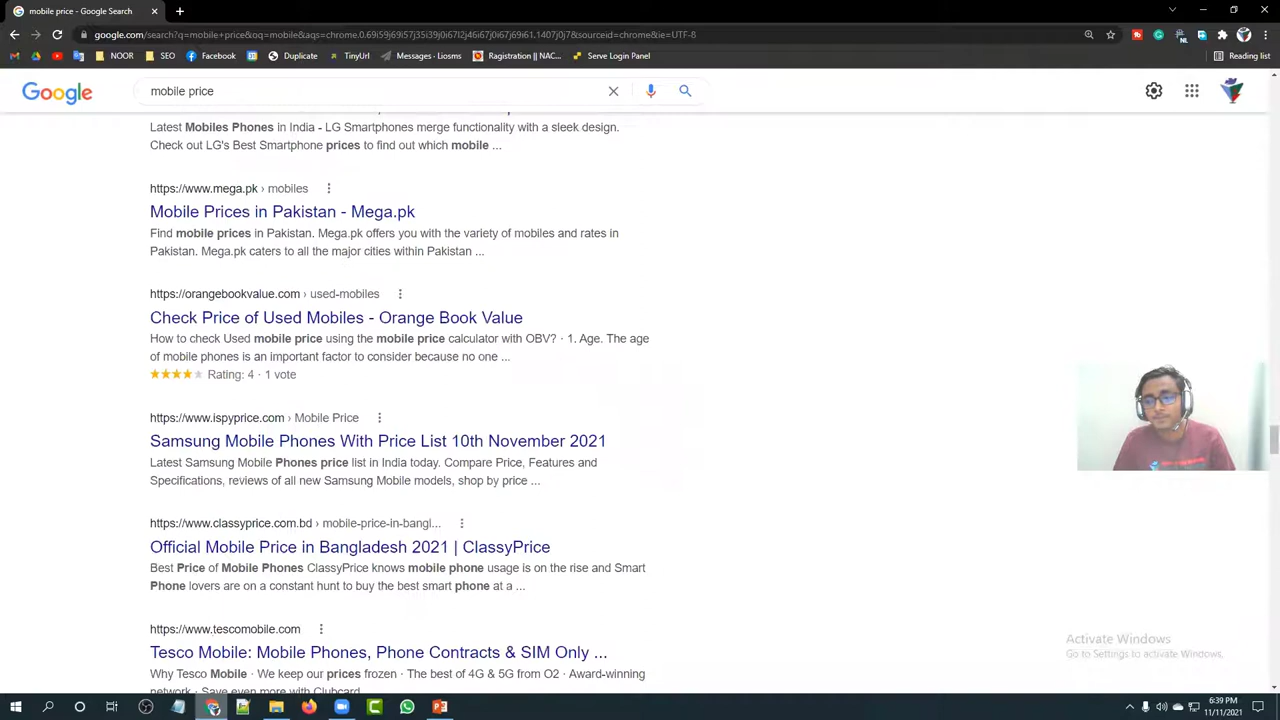 mobile price - Google Search
google.com/search?q=mobile+price&oq=mobile&aqs=chrome.0.69i59j69i57j35i39j0i67l2j46i67j0i67j69i61.1407j0j7&sourceid=chrome&ie=UTF-8
Apps NOOR SEO Facebook Duplicate Tiryaq Messages - Liosms Ragistration || NAC... Serve Login Panel Reading list
Google mobile price
Latest Mobiles Phones in India - LG Smartphones merge functionality with a sleek design.
Check out LG's Best Smartphone prices to find out which mobile ...
https://www.mega.pk › mobiles
Mobile Prices in Pakistan - Mega.pk
Find mobile prices in Pakistan. Mega.pk offers you with the variety of mobiles and rates in
Pakistan. Mega.pk caters to all the major cities within Pakistan ...
https://orangebookvalue.com › used-mobiles
Check Price of Used Mobiles - Orange Book Value
How to check Used mobile price using the mobile price calculator with OBV? · 1. Age. The age
of mobile phones is an important factor to consider because no one ...
Rating: 4 · 1 vote
https://www.ispyprice.com › Mobile Price
Samsung Mobile Phones With Price List 10th November 2021
Latest Samsung Mobile Phones price list in India today. Compare Price, Features and
Specifications, reviews of all new Samsung Mobile models, shop by price ...
https://www.classyprice.com.bd › mobile-price-in-bangl...
Official Mobile Price in Bangladesh 2021 | ClassyPrice
Best Price of Mobile Phones ClassyPrice knows mobile phone usage is on the rise and Smart
Phone lovers are on a constant hunt to buy the best smart phone at a ...
https://www.tescomobile.com
Tesco Mobile: Mobile Phones, Phone Contracts & SIM Only ...
Why Tesco Mobile · We keep our prices frozen · The best of 4G & 5G from O2 · Award-winning
network · Save even more with Clubcard
Activate Windows
Go to Settings to activate Windows.
6:39 PM
11/11/2021